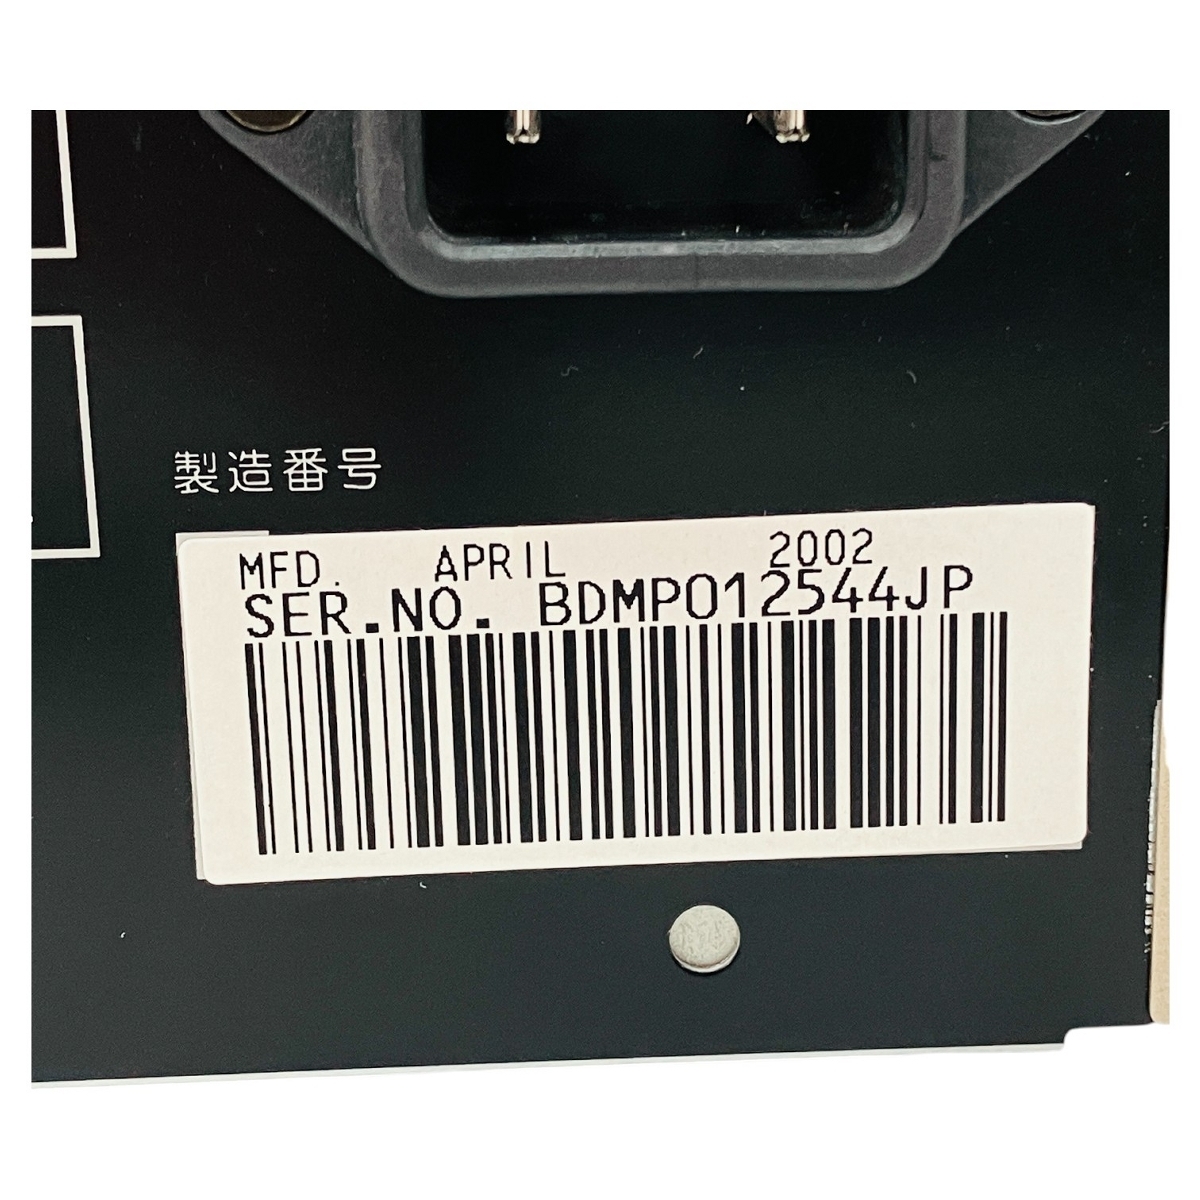 製造番号
MFD. APRIL 2002
SER.NO. BDMP012544JP